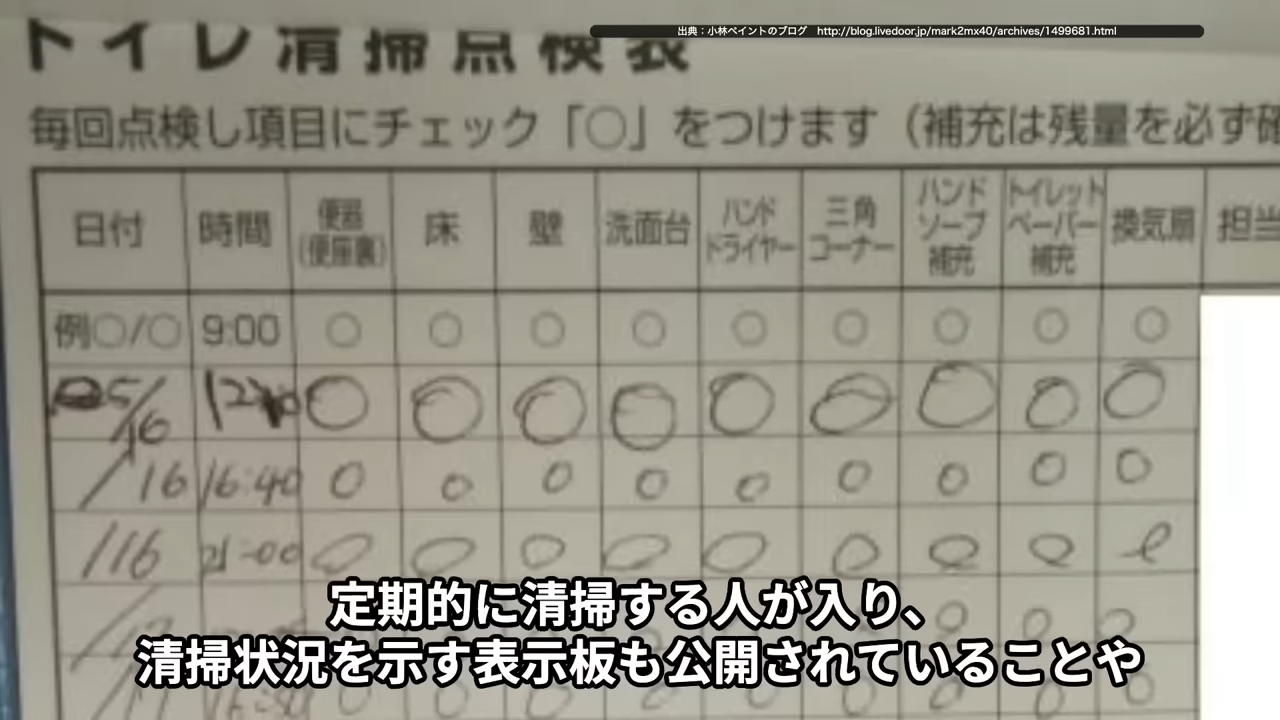 出典：小林ペイントのブログ　http://blog.livedoor.jp/mark2mx40/archives/1499681.html
トイレ清掃点検表
毎回点検し項目にチェック「○」をつけます（補充は残量を必ず確
日付 時間 便器（便座裏） 床 壁 洗面台 ハンドドライヤー 三角コーナー ハンドソープ補充 トイレットペーパー補充 換気扇 担当
例○/○ 9:00 ○ ○ ○ ○ ○ ○ ○ ○ ○
5/16 ○ ○ ○ ○ ○ ○ ○ ○ ○
/16 16:40 ○ ○ ○ ○ ○ ○ ○ ○ ○
/16 21:00 ○ ○ ○ ○ ○ ○ ○ ○ ○
定期的に清掃する人が入り、
清掃状況を示す表示板も公開されていることや